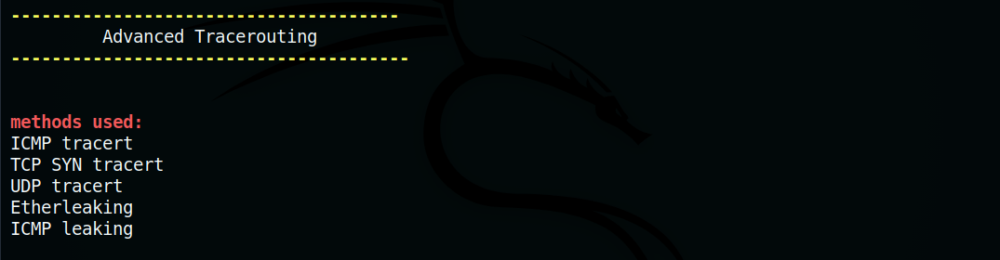 --------------------------------------
Advanced Tracerouting
---------------------------------------
methods used:
ICMP tracert
TCP SYN tracert
UDP tracert
Etherleaking
ICMP leaking